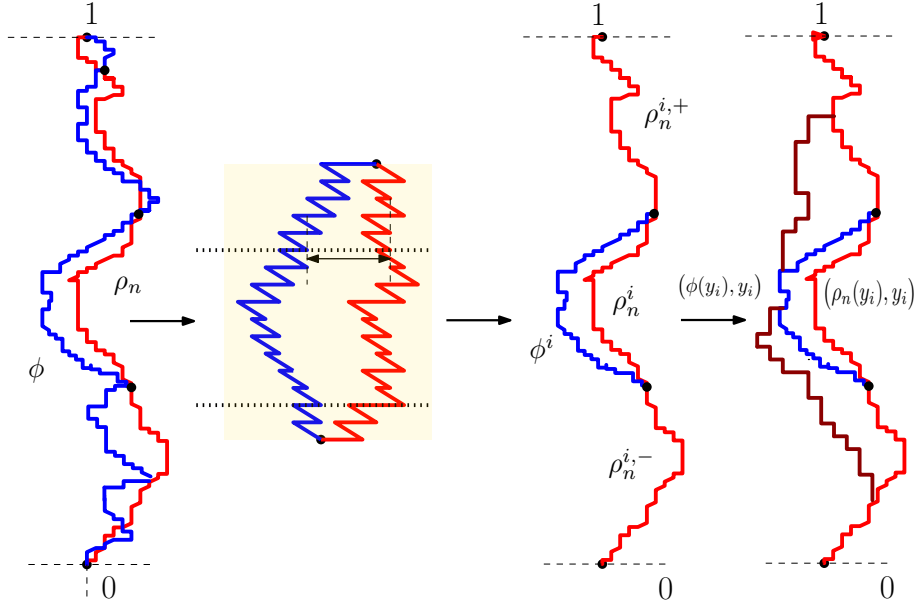 1
1
1
ρ_n^{i,+}
ρ_n
(φ(y_i), y_i)
(ρ_n(y_i), y_i)
ρ_n^i
ϕ
ϕ^i
ρ_n^{i,-}
0
0
0